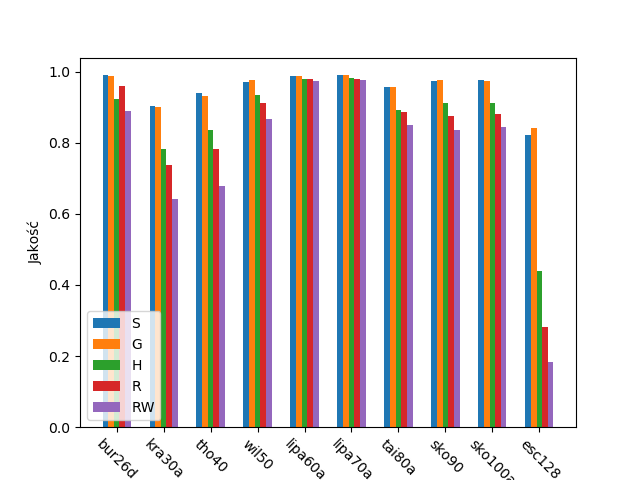 1.0
0.8
0.6
0.4
0.2
0.0
Jakość
S
G
H
R
RW
bur26d
kra30a
tho40
wil50
lipa60a
lipa70a
tai80a
sko90
sko100a
esc128